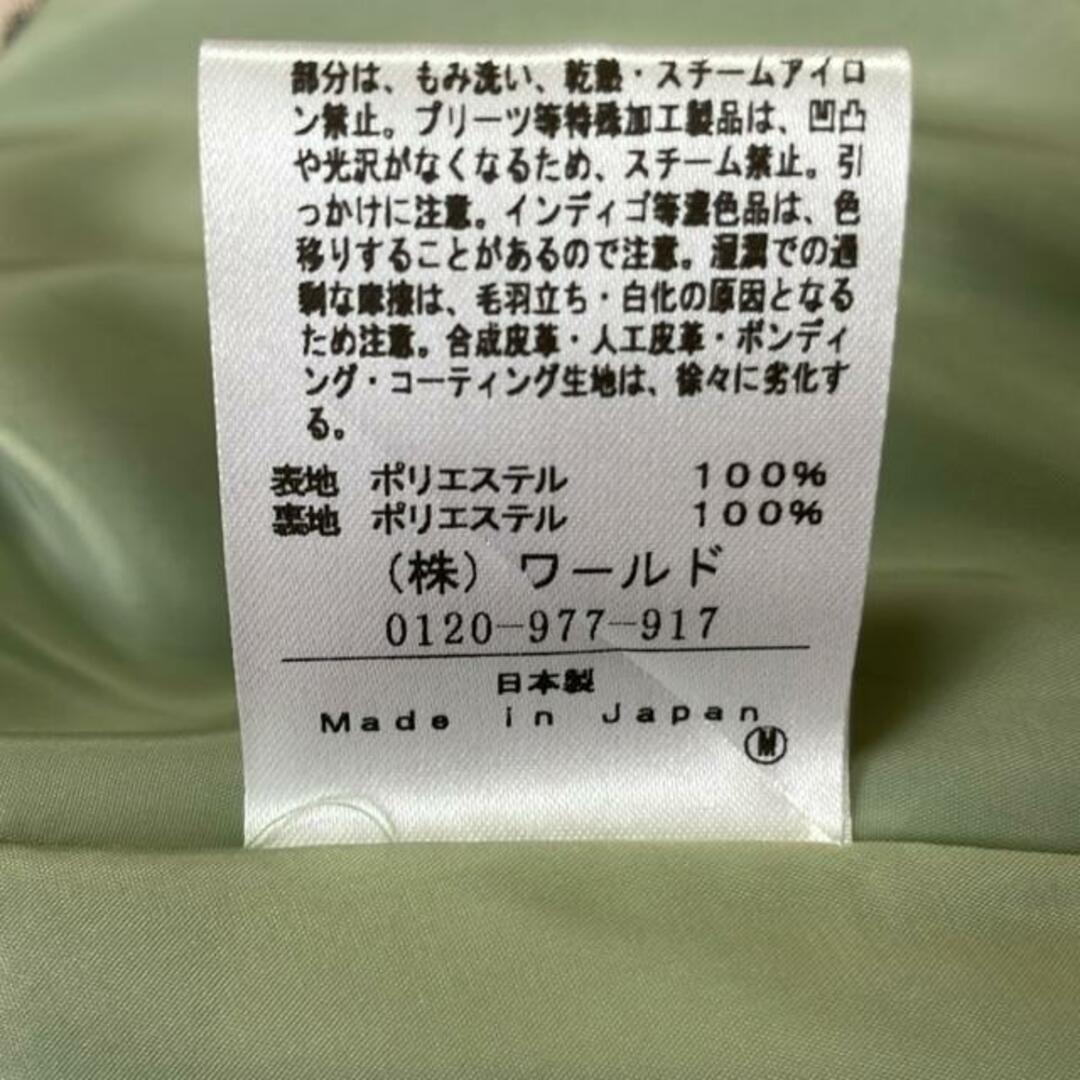 部分は、もみ洗い、乾熱・スチームアイロ
ン禁止。プリーツ等特殊加工製品は、凹凸
や光沢がなくなるため、スチーム禁止。引
っかけに注意。インディゴ等濃色品は、色
移りすることがあるので注意。湿潤での過
剰な摩擦は、毛羽立ち・白化の原因となる
ため注意。合成皮革・人工皮革・ボンディ
ング・コーティング生地は、徐々に劣化す
る。
表地 ポリエステル 100%
裏地 ポリエステル 100%
(株) ワールド
0120-977-917
日本製
Made in Japan
Ⓜ